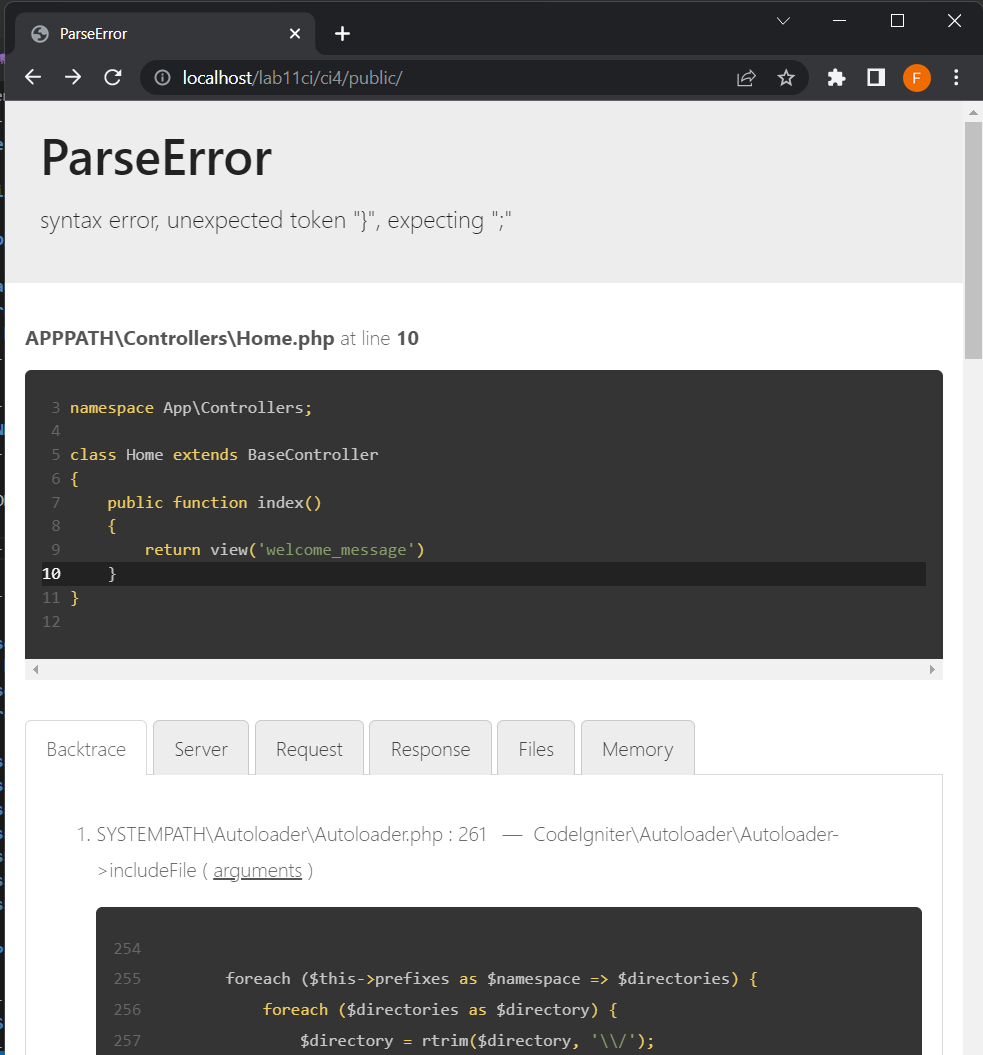 ParseError
localhost/lab11ci/ci4/public/
F
ParseError
syntax error, unexpected token "}", expecting ";"
APPPATH\Controllers\Home.php at line 10
3 namespace App\Controllers;
4
5 class Home extends BaseController
6 {
7     public function index()
8     {
9         return view('welcome_message')
10     }
11 }
12
Backtrace Server Request Response Files Memory
1. SYSTEMPATH\Autoloader\Autoloader.php : 261 — CodeIgniter\Autoloader\Autoloader-
>includeFile ( arguments )
254
255         foreach ($this->prefixes as $namespace => $directories) {
256             foreach ($directories as $directory) {
257                 $directory = rtrim($directory, '\\/');